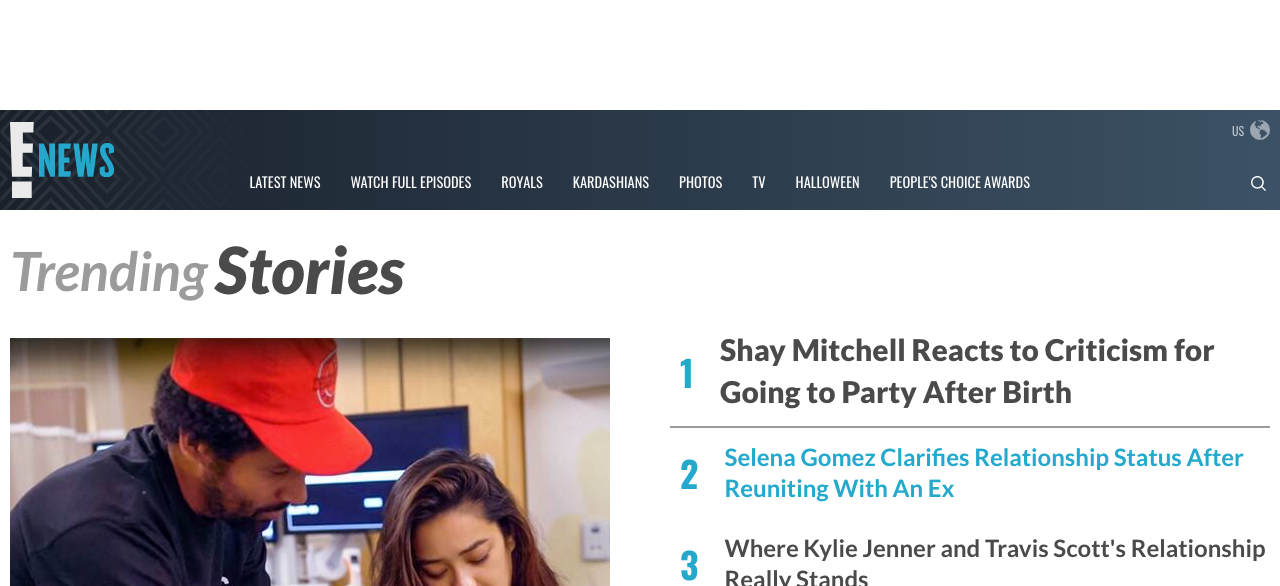 US
E!
NEWS
LATEST NEWS WATCH FULL EPISODES ROYALS KARDASHIANS PHOTOS TV HALLOWEEN PEOPLE'S CHOICE AWARDS
Trending Stories
1
Shay Mitchell Reacts to Criticism for
Going to Party After Birth
2
Selena Gomez Clarifies Relationship Status After
Reuniting With An Ex
3
Where Kylie Jenner and Travis Scott's Relationship
Really Stands